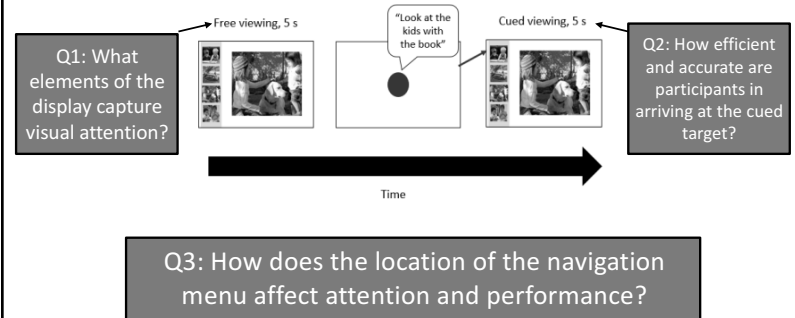 Free viewing, 5 s
"Look at the
kids with
the book"
Cued viewing, 5 s
Q1: What
elements of the
display capture
visual attention?
Q2: How efficient
and accurate are
participants in
arriving at the cued
target?
Time
Q3: How does the location of the navigation
menu affect attention and performance?